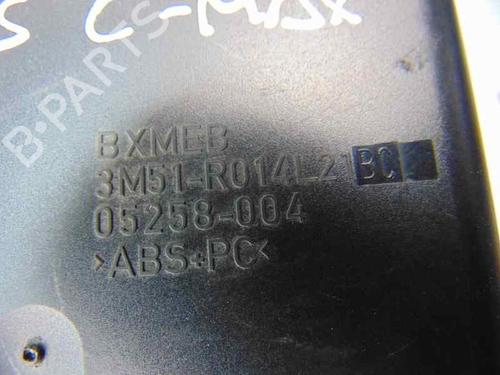 S C-MAX
B-PARTS
BXMEB
3M51-R014L21BC
05258-004
>ABS+PC<